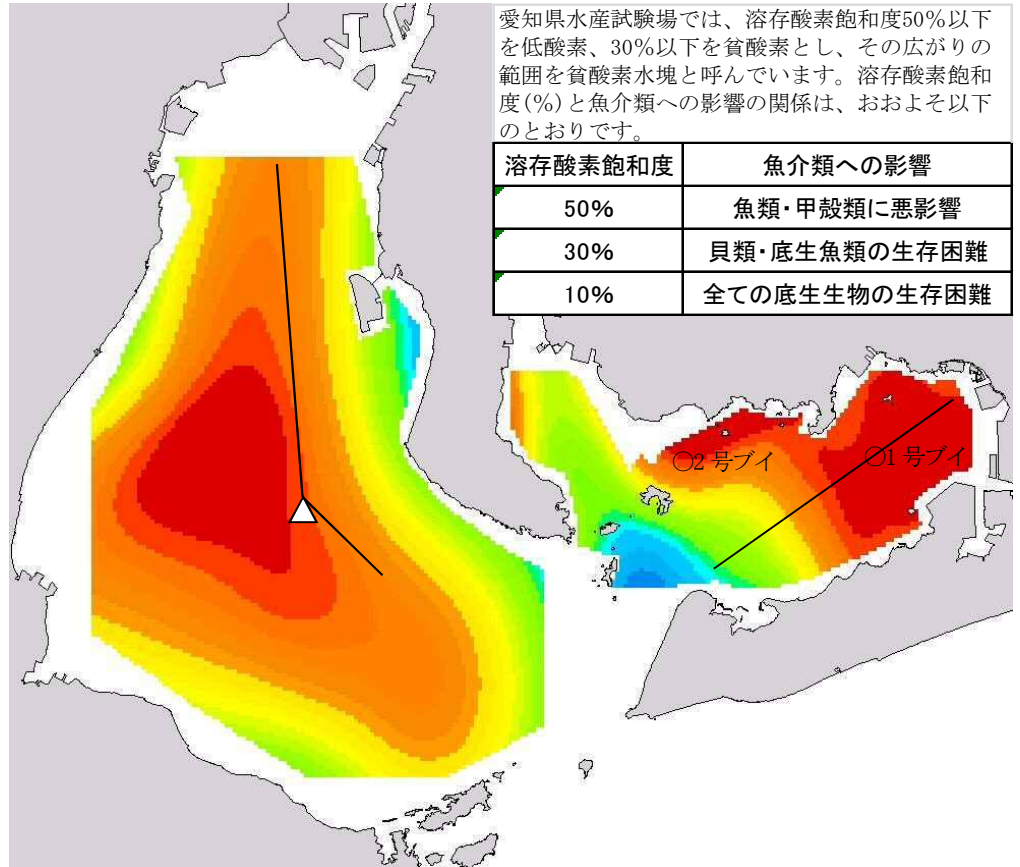 愛知県水産試験場では、溶存酸素飽和度50%以下
を低酸素、30%以下を貧酸素とし、その広がりの
範囲を貧酸素水塊と呼んでいます。溶存酸素飽和
度(%)と魚介類への影響の関係は、おおよそ以下
のとおりです。
溶存酸素飽和度 魚介類への影響
50% 魚類・甲殻類に悪影響
30% 貝類・底生魚類の生存困難
10% 全ての底生生物の生存困難
○2号ブイ ○1号ブイ